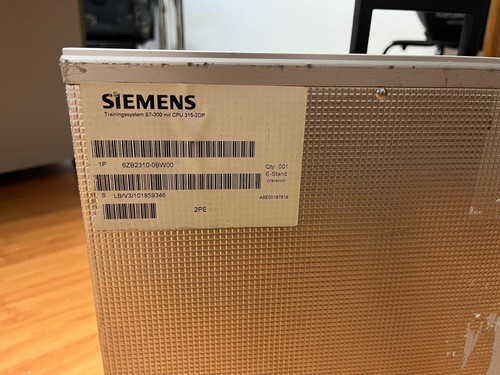 SIEMENS
Trainingssystem S7-300 mit CPU 315-2DP
1P 6ZB2310-0BW00
Qty. 001
E-Stand
(Version)
S LB/V3/101859346
2PE